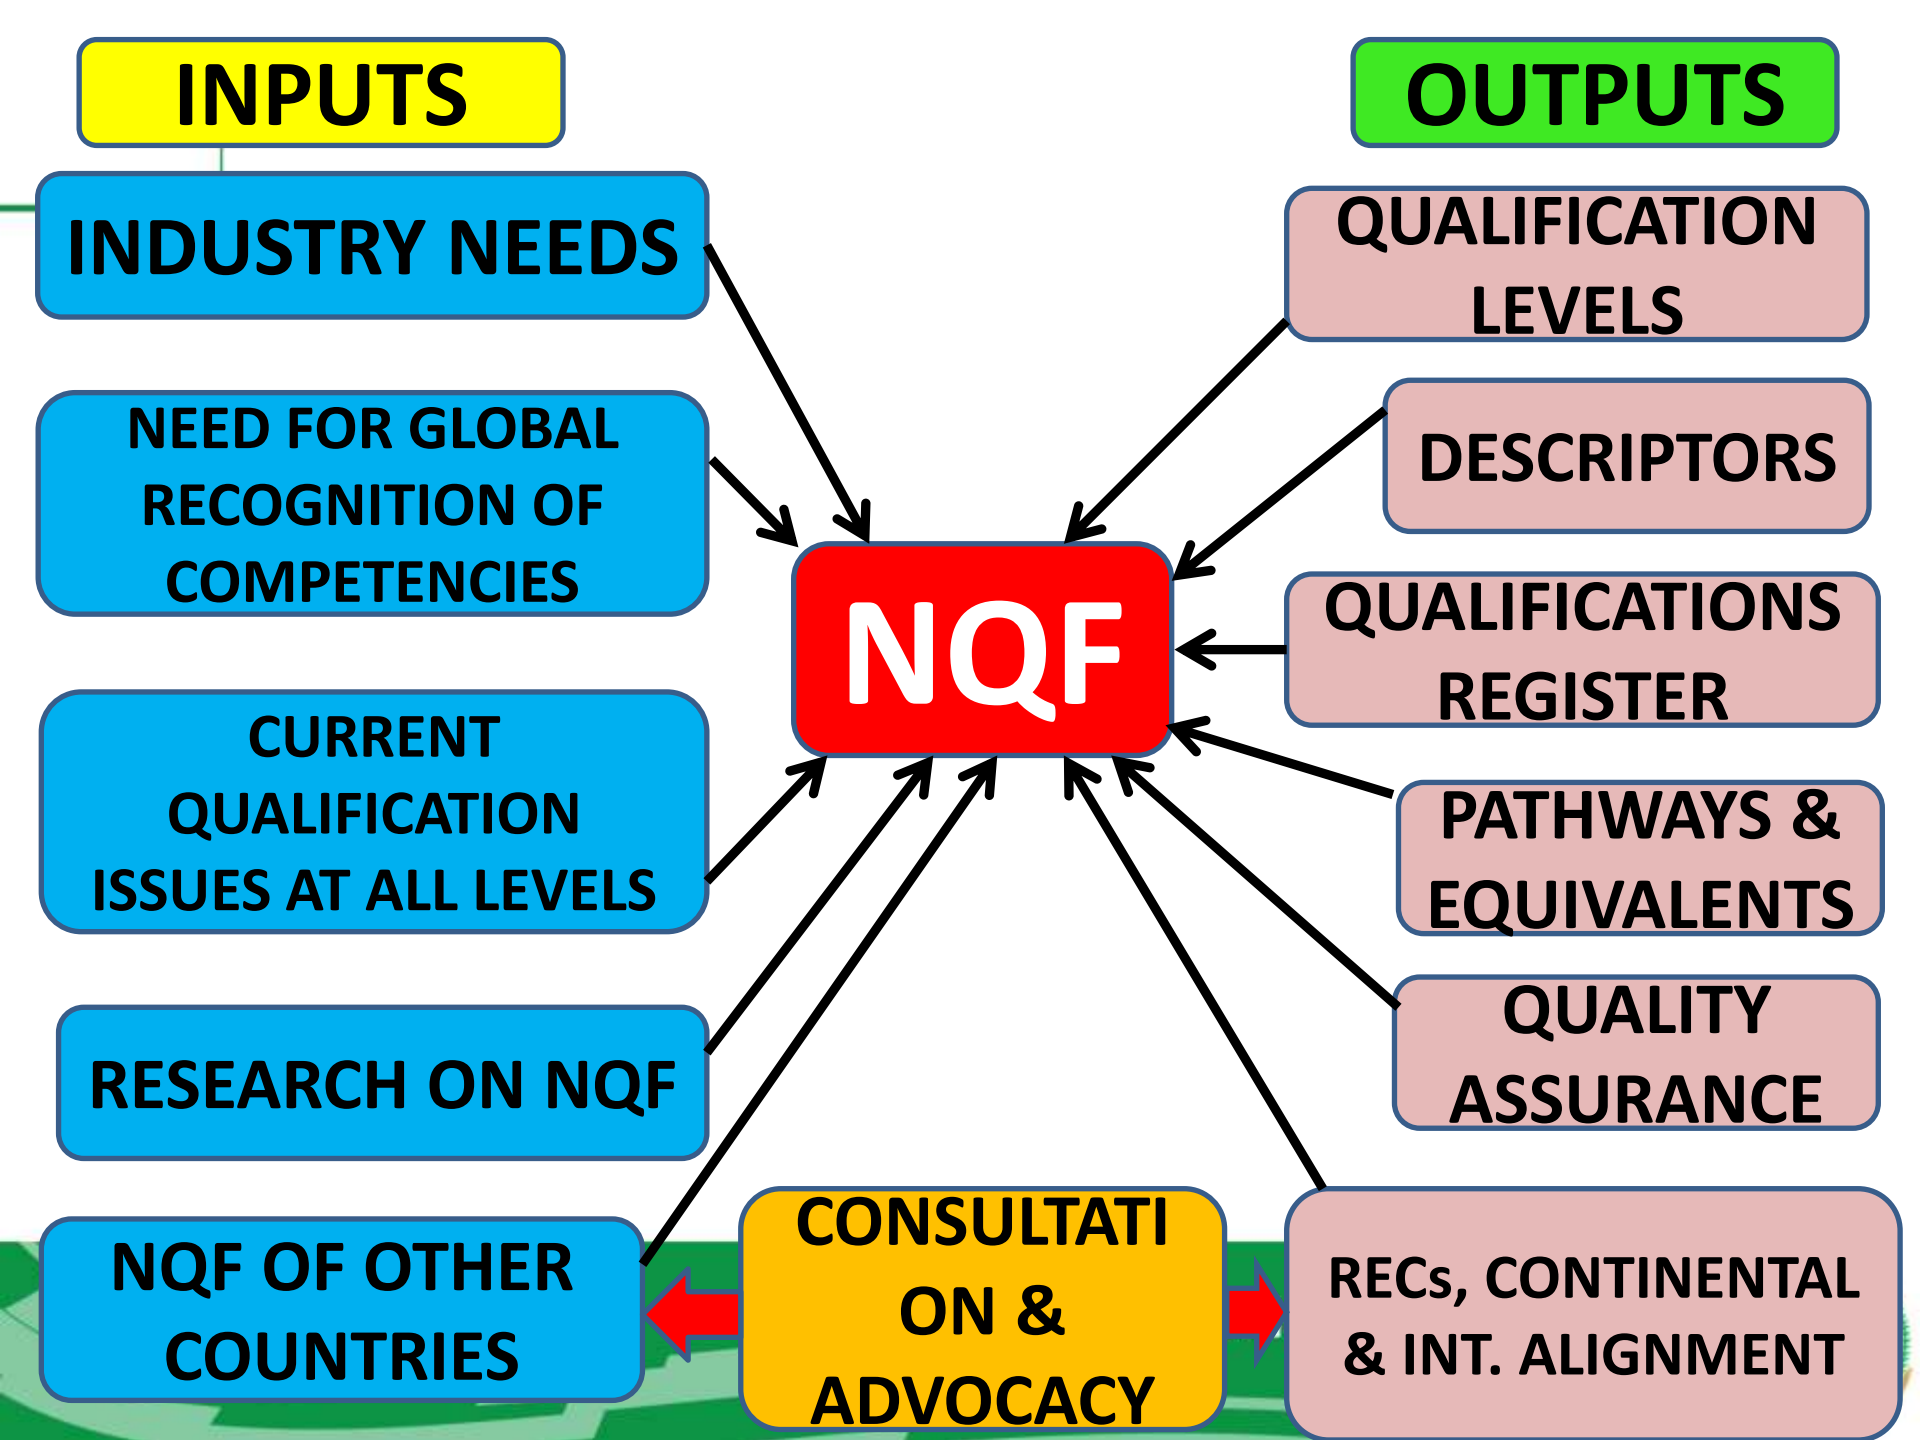 INPUTS
INDUSTRY NEEDS
NEED FOR GLOBAL
RECOGNITION OF
COMPETENCIES
CURRENT
QUALIFICATION
ISSUES AT ALL LEVELS
RESEARCH ON NQF
NQF OF OTHER
COUNTRIES
NQF
CONSULTATI
ON &
ADVOCACY
OUTPUTS
QUALIFICATION
LEVELS
DESCRIPTORS
QUALIFICATIONS
REGISTER
PATHWAYS &
EQUIVALENTS
QUALITY
ASSURANCE
RECs, CONTINENTAL
& INT. ALIGNMENT